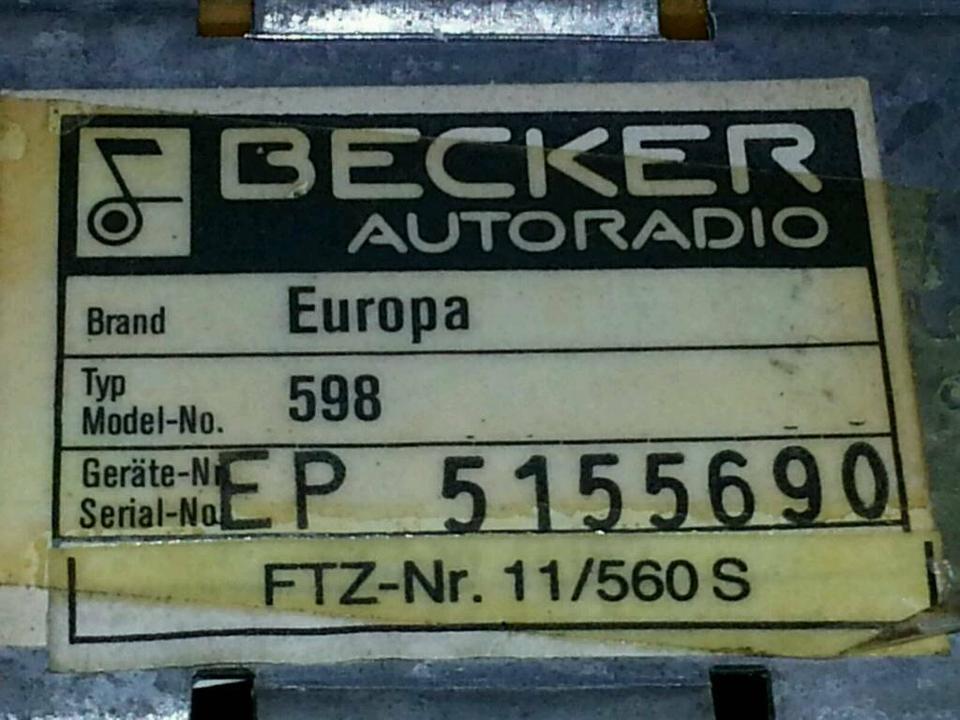 BECKER
AUTORADIO
Brand Europa
Typ
Model-No. 598
Geräte-Nr
Serial-No. EP 5155690
FTZ-Nr. 11/560 S